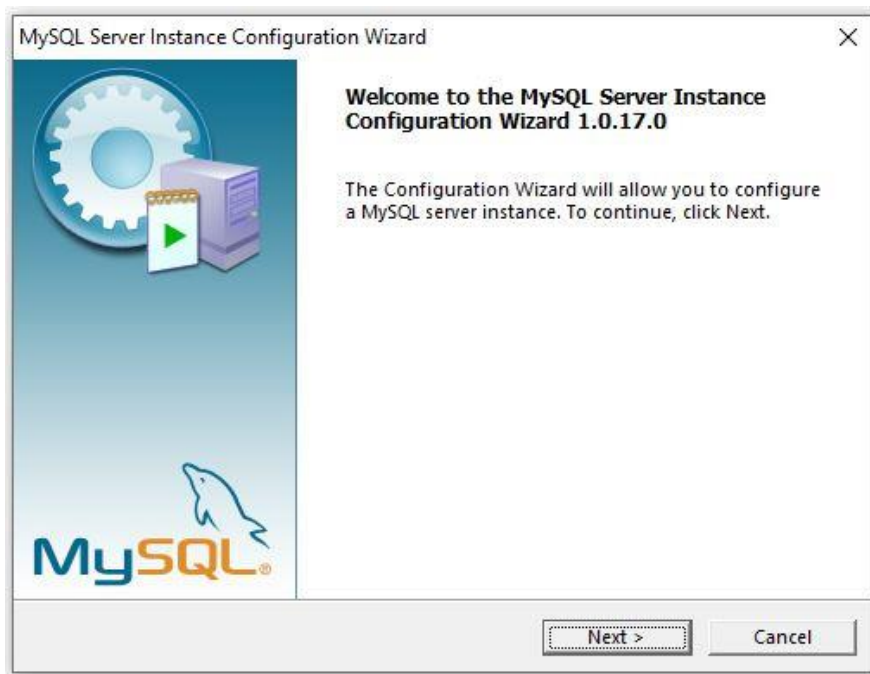 MySQL Server Instance Configuration Wizard
Welcome to the MySQL Server Instance
Configuration Wizard 1.0.17.0
The Configuration Wizard will allow you to configure
a MySQL server instance. To continue, click Next.
MySQL®
Next >
Cancel